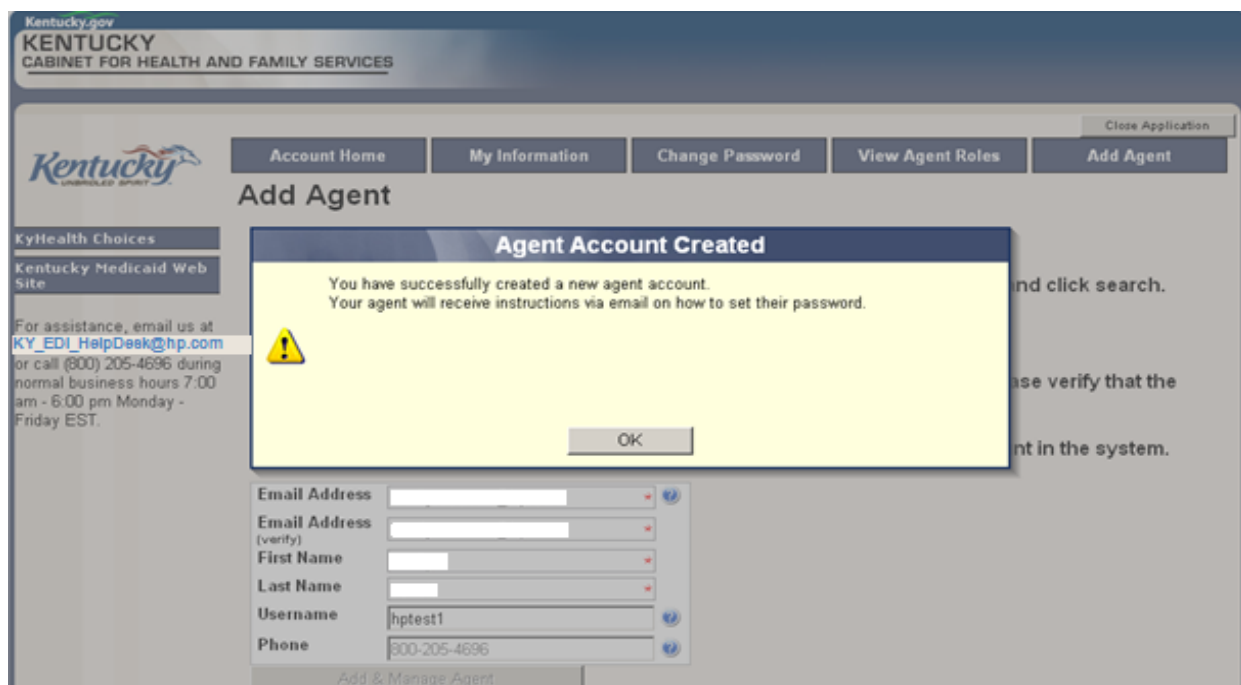 Kentucky.gov
KENTUCKY
CABINET FOR HEALTH AND FAMILY SERVICES
Close Application
Kentucky
UNBRIDLED SPIRIT
Account Home
My Information
Change Password
View Agent Roles
Add Agent
Add Agent
KyHealth Choices
Kentucky Medicaid Web
Site
For assistance, email us at
KY_EDI_HelpDesk@hp.com
or call (800) 205-4696 during
normal business hours 7:00
am - 6:00 pm Monday -
Friday EST.
Agent Account Created
You have successfully created a new agent account.
Your agent will receive instructions via email on how to set their password.
OK
and click search.
verify that the
in the system.
Email Address
*
Email Address
(verify)
*
First Name
*
Last Name
*
Username
hptest1
Phone
800-205-4696
Add & Manage Agent